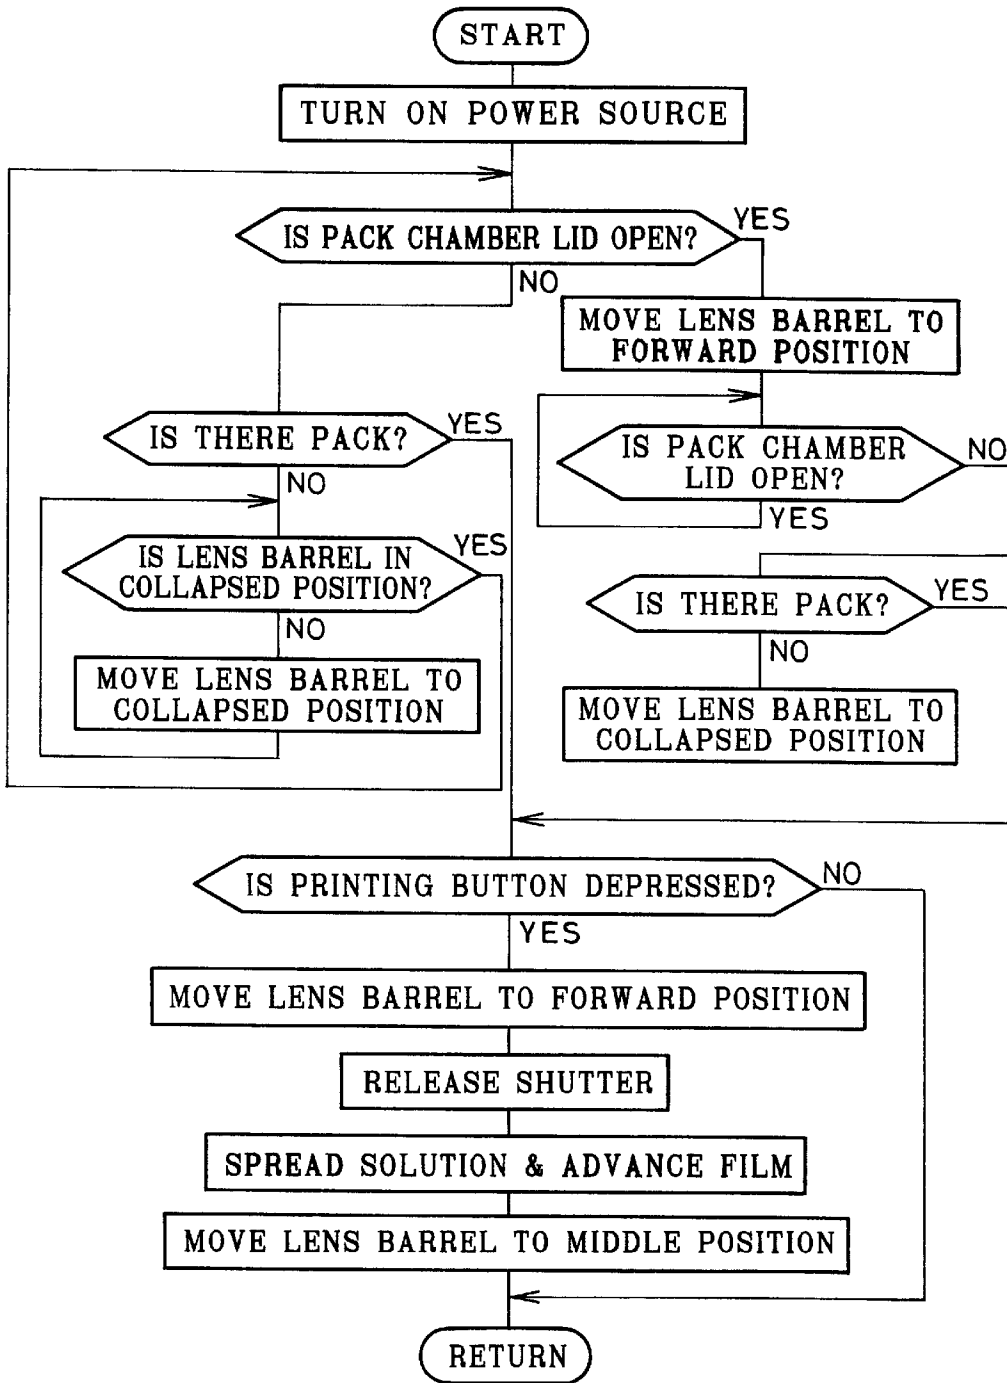 START
TURN ON POWER SOURCE
IS PACK CHAMBER LID OPEN?
YES
NO
MOVE LENS BARREL TO
FORWARD POSITION
IS THERE PACK?
YES
NO
IS PACK CHAMBER
LID OPEN?
NO
YES
IS LENS BARREL IN
COLLAPSED POSITION?
YES
NO
MOVE LENS BARREL TO
COLLAPSED POSITION
IS THERE PACK?
YES
NO
MOVE LENS BARREL TO
COLLAPSED POSITION
IS PRINTING BUTTON DEPRESSED?
NO
YES
MOVE LENS BARREL TO FORWARD POSITION
RELEASE SHUTTER
SPREAD SOLUTION & ADVANCE FILM
MOVE LENS BARREL TO MIDDLE POSITION
RETURN